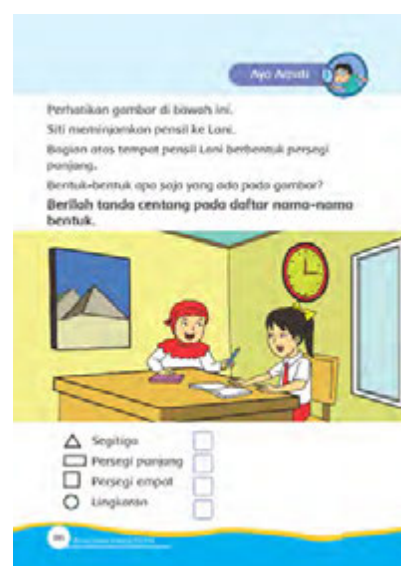 Ayo Amati
Perhatikan gambar di bawah ini.
Siti meminjamkan pensil ke Lani.
Bagian atas tempat pensil Lani berbentuk persegi
panjang.
Bentuk-bentuk apa saja yang ada pada gambar?
Berilah tanda centang pada daftar nama-nama
bentuk.
Segitiga
Persegi panjang
Persegi empat
Lingkaran